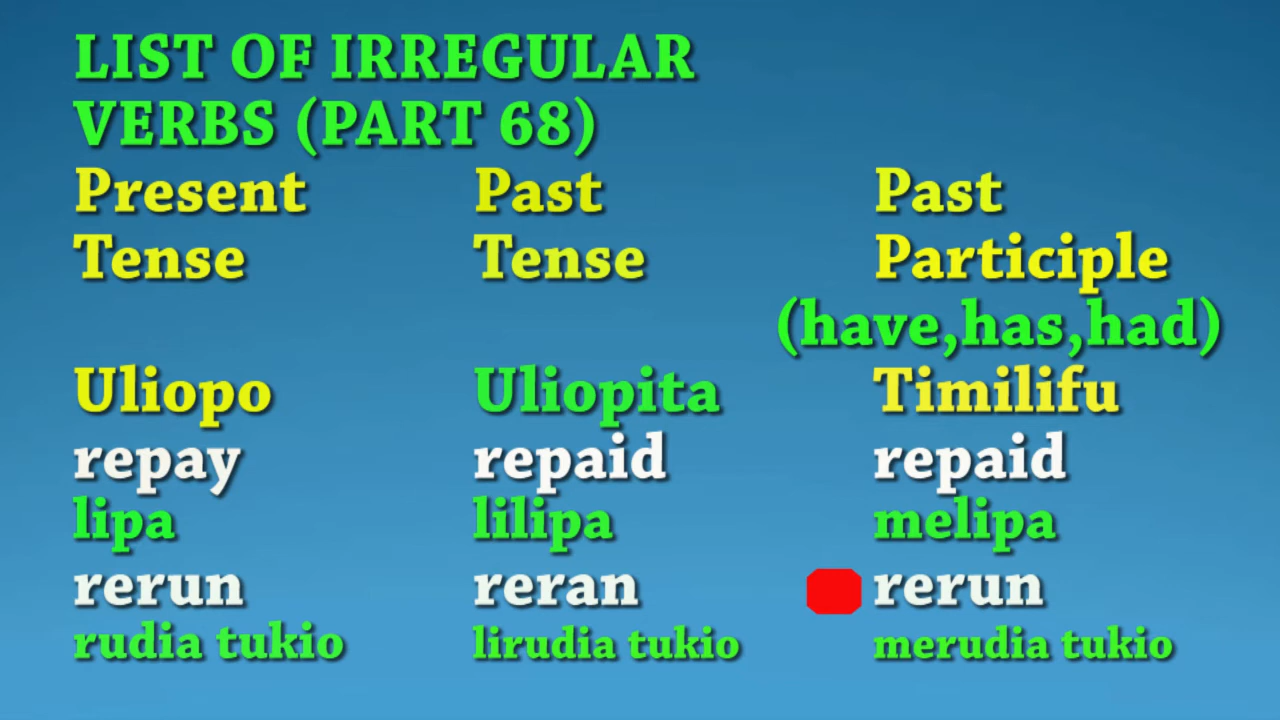 LIST OF IRREGULAR
VERBS (PART 68)
Present Past Past
Tense Tense Participle
(have,has,had)
Uliopo Uliopita Timilifu
repay repaid repaid
lipa lilipa melipa
rerun reran rerun
rudia tukio lirudia tukio merudia tukio